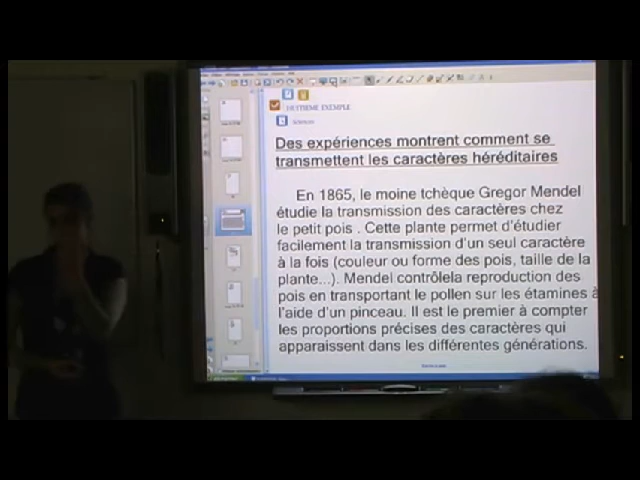 HUITIEME EXEMPLE
Sciences
Des expériences montrent comment se
transmettent les caractères héréditaires
En 1865, le moine tchèque Gregor Mendel
étudie la transmission des caractères chez
le petit pois . Cette plante permet d'étudier
facilement la transmission d'un seul caractère
à la fois (couleur ou forme des pois, taille de la
plante...). Mendel contrôlela reproduction des
pois en transportant le pollen sur les étamines à
l'aide d'un pinceau. Il est le premier à compter
les proportions précises des caractères qui
apparaissent dans les différentes générations.